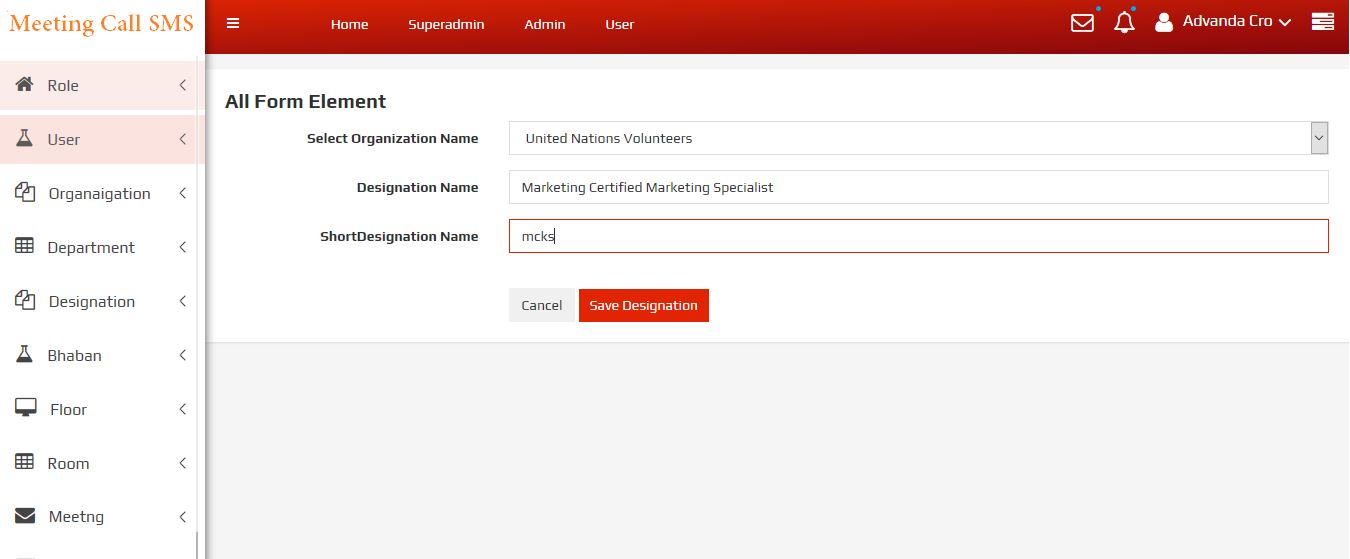 Meeting Call SMS
Home Superadmin Admin User Advanda Cro
Role
User
Organaigation
Department
Designation
Bhaban
Floor
Room
Meetng
All Form Element
Select Organization Name United Nations Volunteers
Designation Name Marketing Certified Marketing Specialist
ShortDesignation Name mcks
Cancel Save Designation